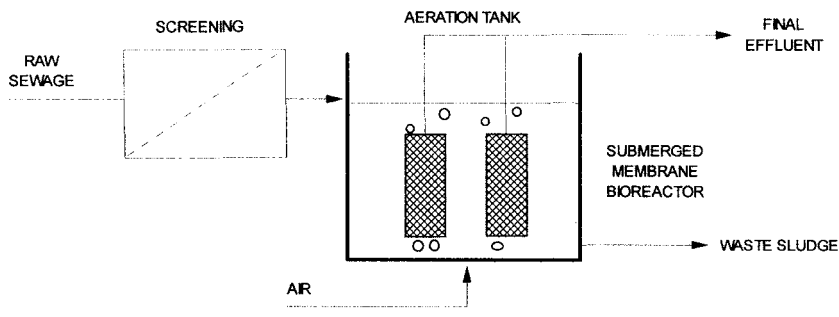 SCREENING
AERATION TANK
FINAL
EFFLUENT
RAW
SEWAGE
SUBMERGED
MEMBRANE
BIOREACTOR
WASTE SLUDGE
AIR